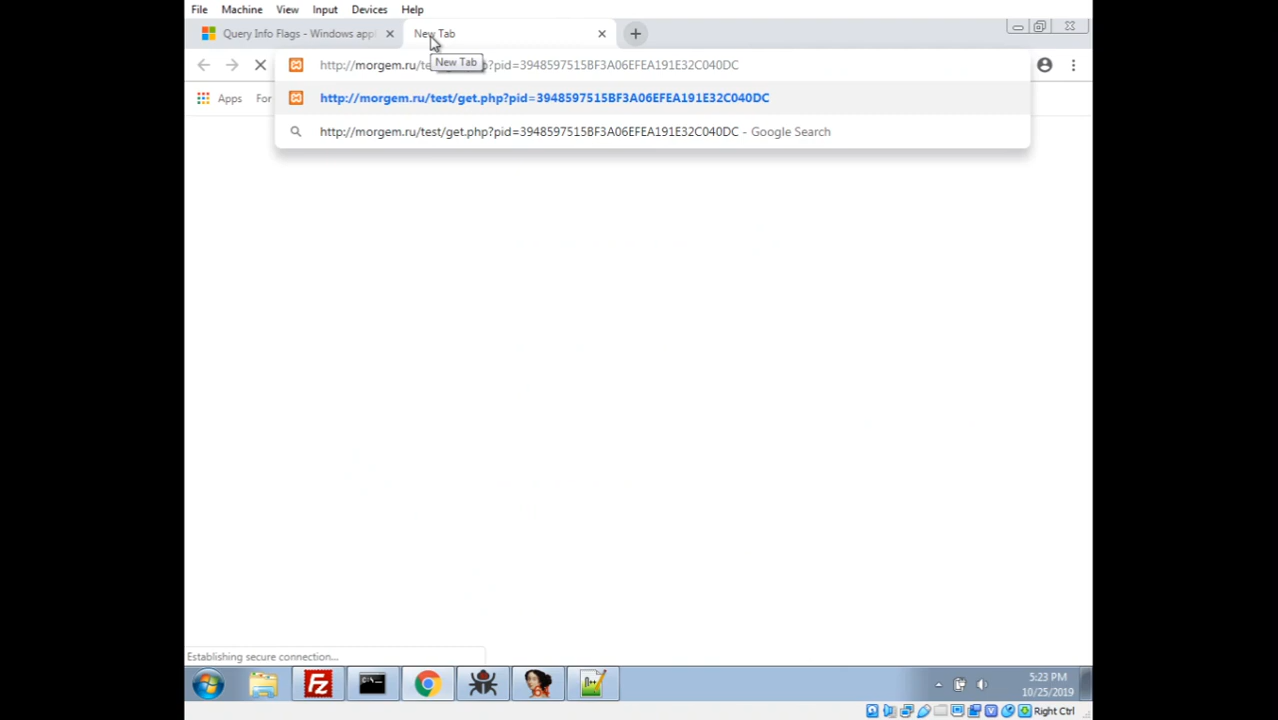 File Machine View Input Devices Help
Query Info Flags - Windows appl
New Tab
http://morgem.ru/te
?pid=3948597515BF3A06EFEA191E32C040DC
New Tab
Apps
For
http://morgem.ru/test/get.php?pid=3948597515BF3A06EFEA191E32C040DC
http://morgem.ru/test/get.php?pid=3948597515BF3A06EFEA191E32C040DC - Google Search
Establishing secure connection...
5:23 PM
10/25/2019
Right Ctrl